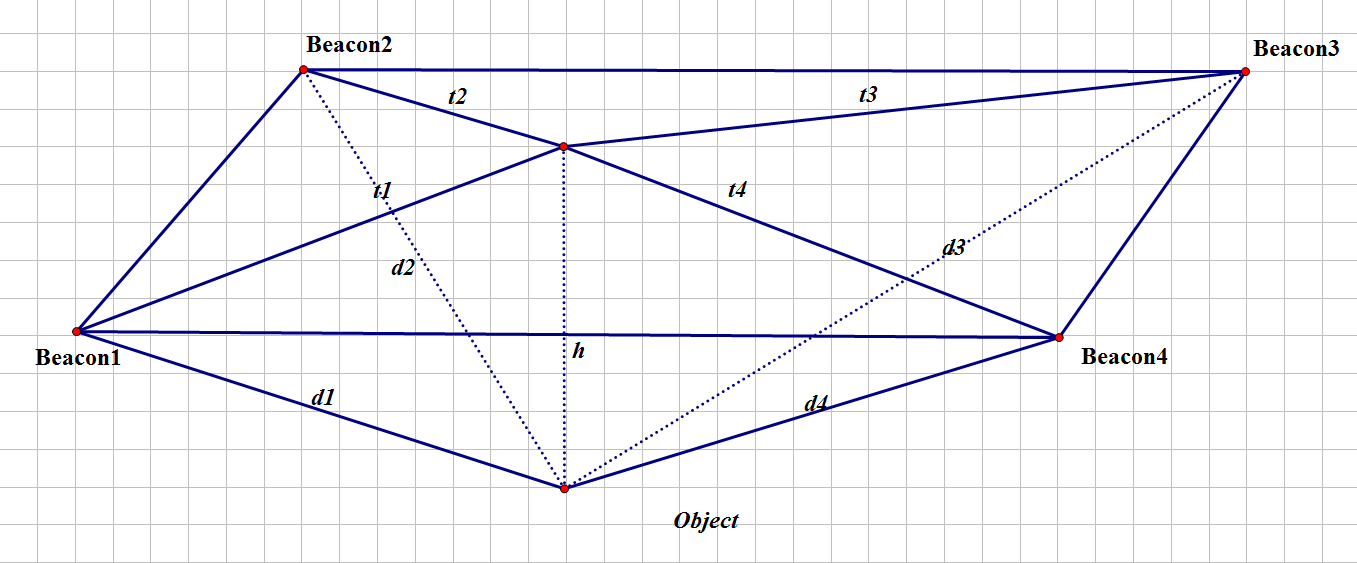 Beacon2
Beacon3
t2
t3
t1
t4
d2
d3
h
Beacon1
Beacon4
d1
d4
Object